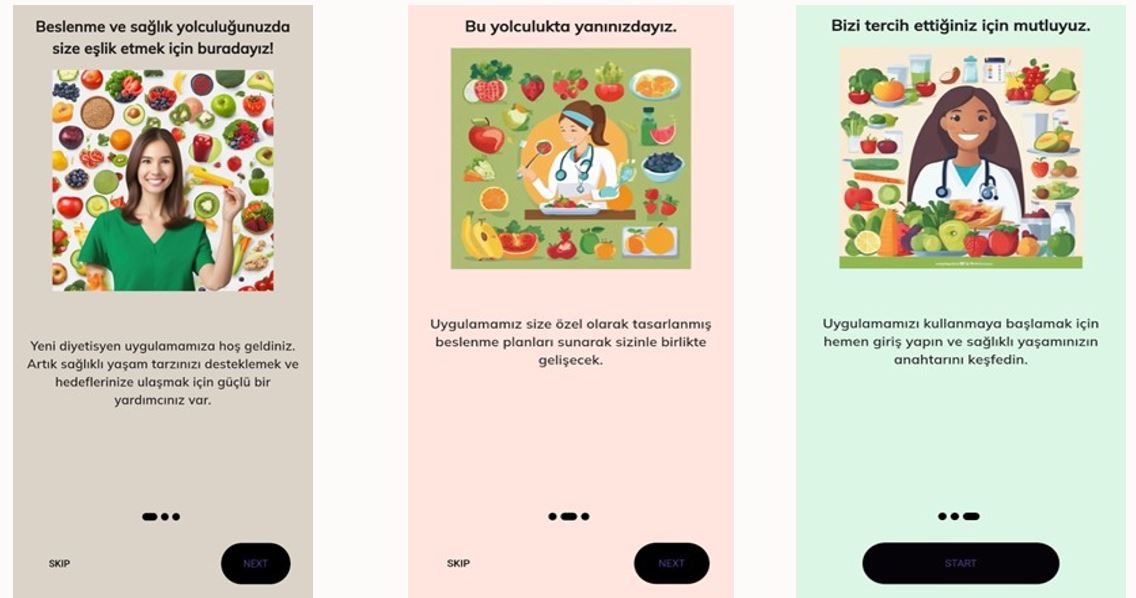 Beslenme ve sağlık yolculuğunuzda
size eşlik etmek için buradayız!
Yeni diyetisyen uygulamamıza hoş geldiniz.
Artık sağlıklı yaşam tarzınızı desteklemek ve
hedeflerinize ulaşmak için güçlü bir
yardımcınız var.
SKIP
NEXT
Bu yolculukta yanınızdayız.
Uygulamamız size özel olarak tasarlanmış
beslenme planları sunarak sizinle birlikte
gelişecek.
SKIP
NEXT
Bizi tercih ettiğiniz için mutluyuz.
Uygulamamızı kullanmaya başlamak için
hemen giriş yapın ve sağlıklı yaşamınızın
anahtarını keşfedin.
START